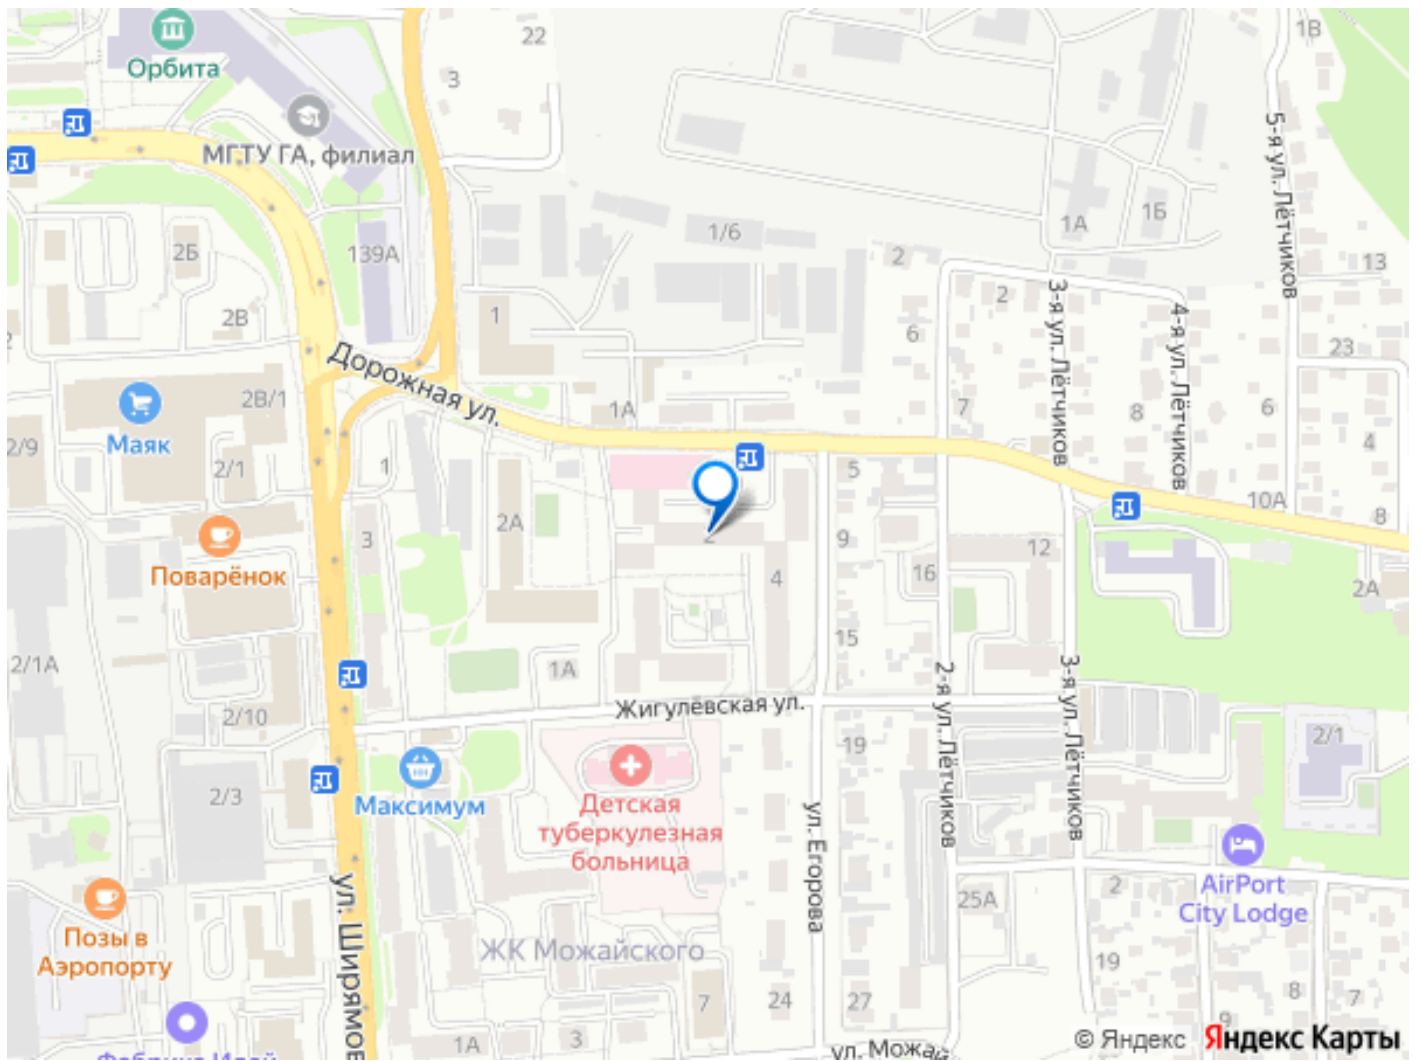 22
1В
Орбита
3
5-я ул. Лётчиков
МГТУ ГА, филиал
1Б
1А
1/6
2Б
139А
2
13
2
3-я ул. Лётчиков
4-я ул. Лётчиков
1
2В
6
23
Дорожная ул.
2В/1
7
8
6
1А
Маяк
2/9
4
2/1
1
5
10А
8
2А
3
2
9
12
Поварёнок
4
16
2А
15
2/1А
1А
2-я ул. Лётчиков
3-я ул. Лётчиков
Жигулёвская ул.
2/10
19
2/1
Максимум
2/3
Детская
туберкулезная
больница
ул. Егорова
ул. Ширямов
AirPort
City Lodge
2
25А
Позы в
Аэропорту
ЖК Можайского
19
7
24
27
8
7
9
1А
3
ул. Можай
© Яндекс Яндекс Карты